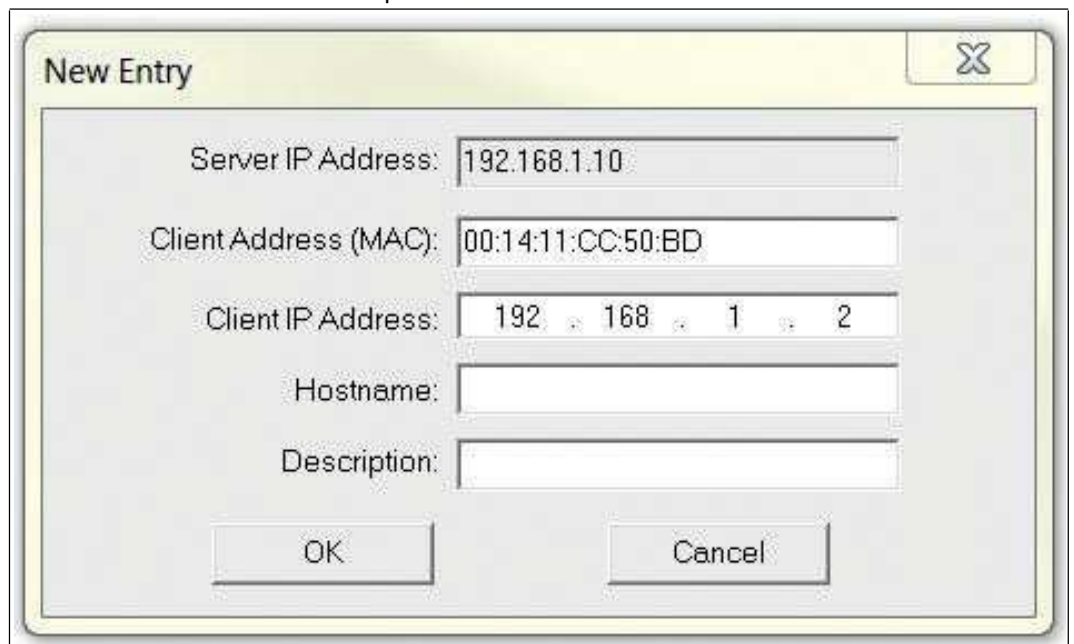 New Entry
Server IP Address: 192.168.1.10
Client Address (MAC): 00:14:11:CC:50:BD
Client IP Address: 192 . 168 . 1 . 2
Hostname:
Description:
OK Cancel